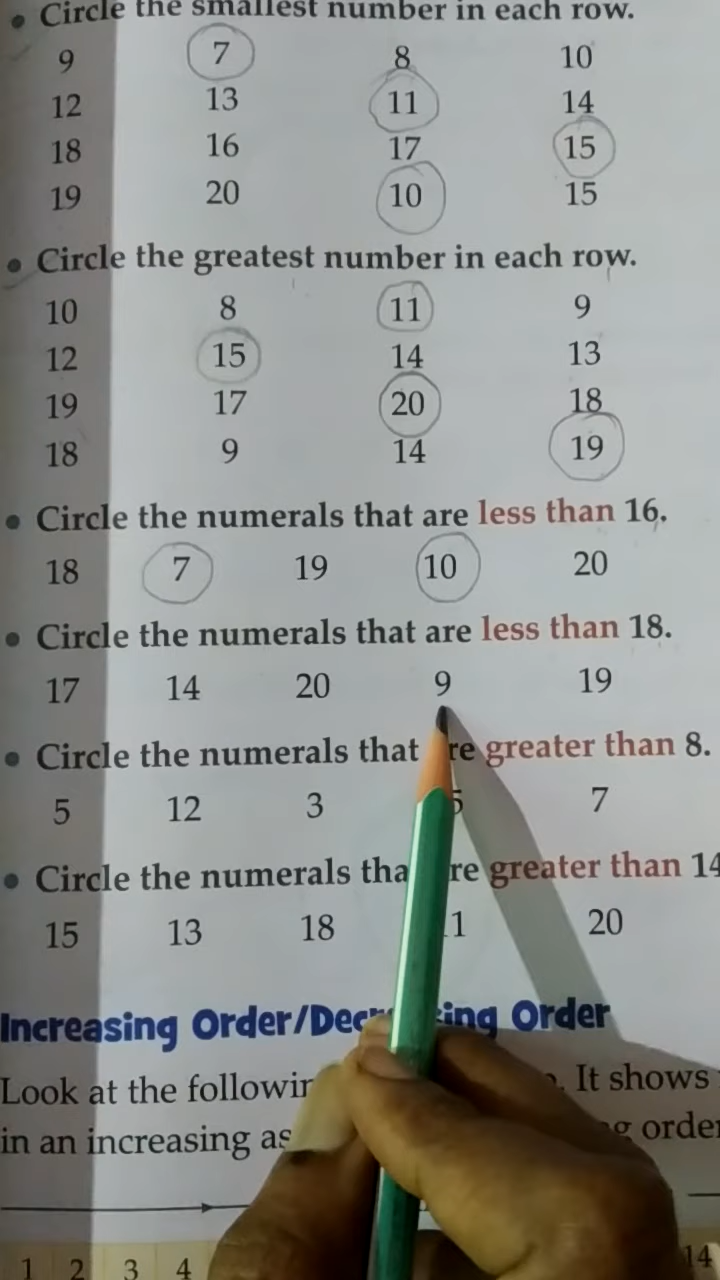 Circle the smallest number in each row.
9 7 8 10
12 13 11 14
18 16 17 15
19 20 10 15
Circle the greatest number in each row.
10 8 11 9
12 15 14 13
19 17 20 18
18 9 14 19
Circle the numerals that are less than 16.
18 7 19 10 20
Circle the numerals that are less than 18.
17 14 20 9 19
Circle the numerals that re greater than 8.
5 12 3 7
Circle the numerals tha re greater than 14
15 13 18 20
Increasing Order/Dec ing Order
Look at the It shows
in an increasing orde
1 2 3 4 14